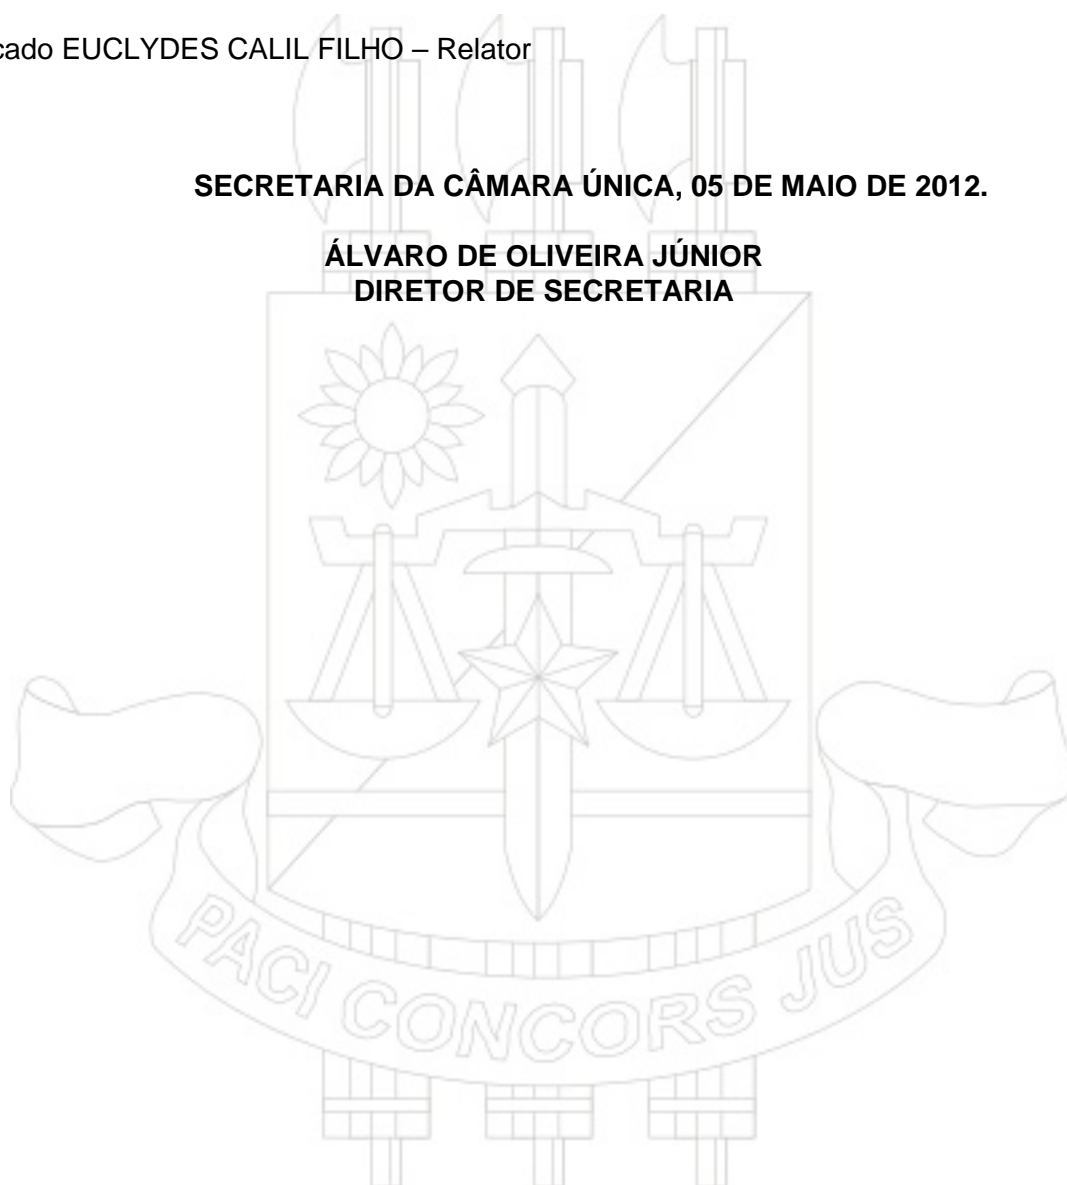 EUCLYDES CALIL FILHO – Relator
SECRETARIA DA CÂMARA ÚNICA, 05 DE MAIO DE 2012.
ÁLVARO DE OLIVEIRA JÚNIOR
DIRETOR DE SECRETARIA
PACI CONCORS JUS